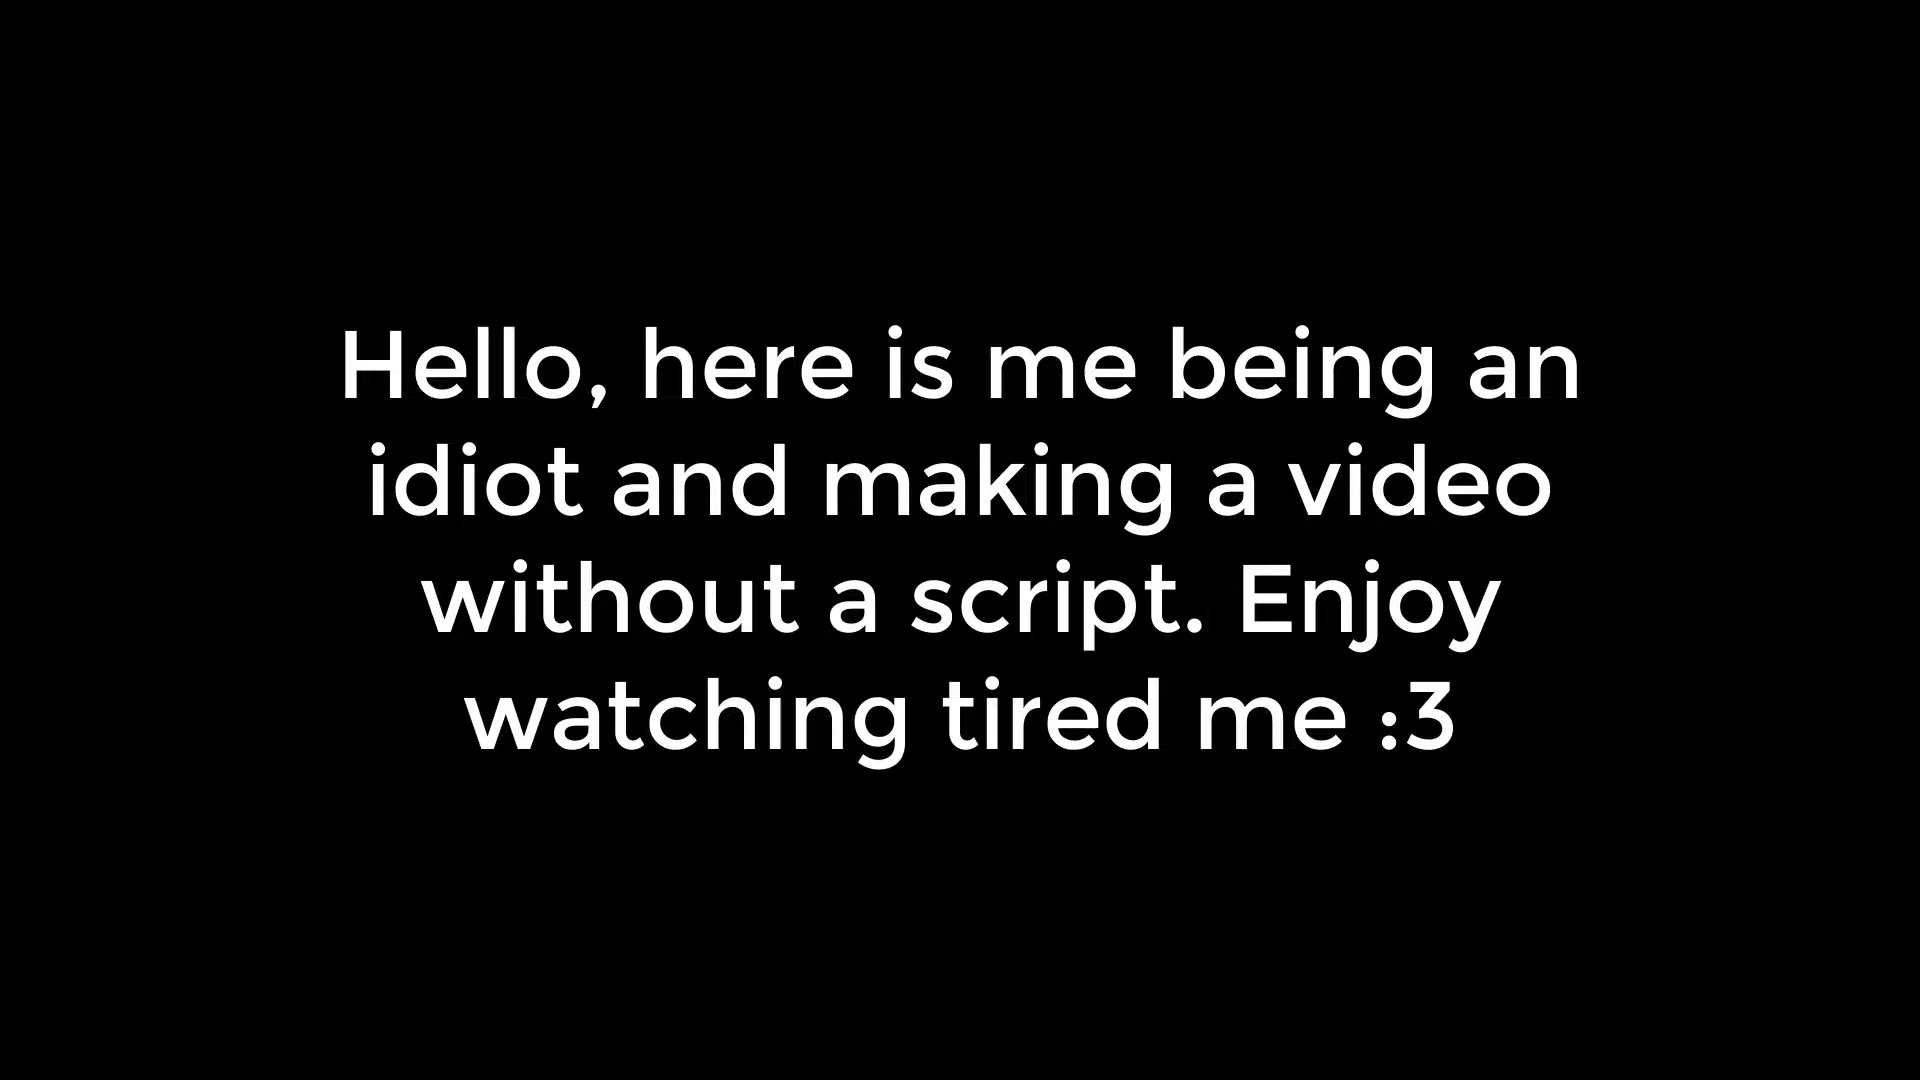 Hello, here is me being an
idiot and making a video
without a script. Enjoy
watching tired me :3